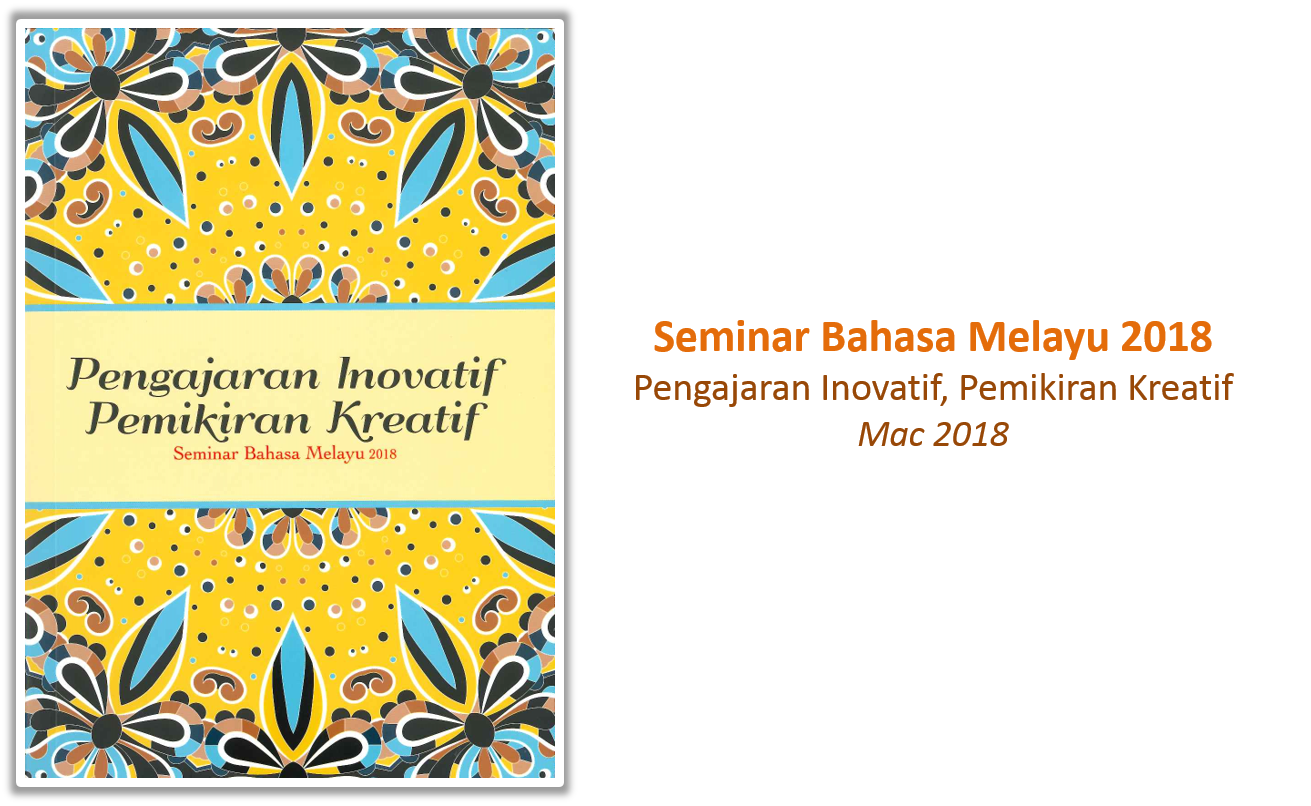 Pengajaran Inovatif
Pemikiran Kreatif
Seminar Bahasa Melayu 2018
Seminar Bahasa Melayu 2018
Pengajaran Inovatif, Pemikiran Kreatif
Mac 2018